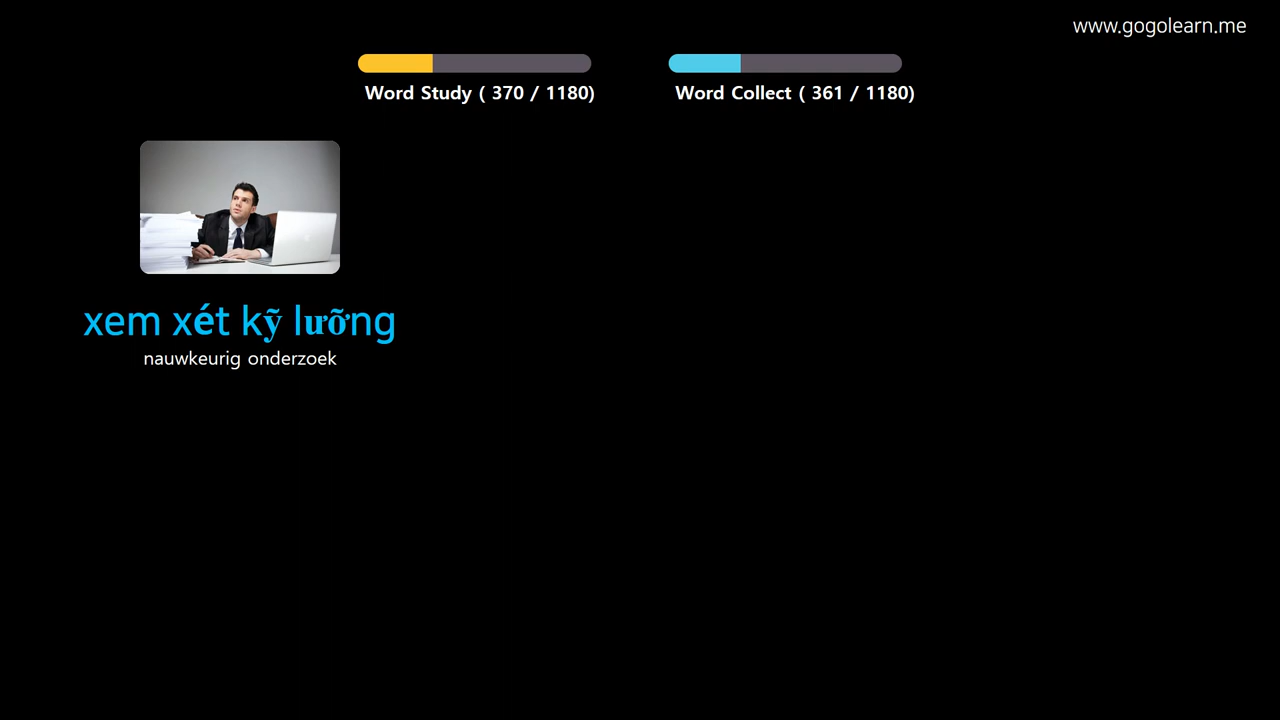 www.gogolearn.me
Word Study ( 370 / 1180)
Word Collect ( 361 / 1180)
xem xét kỹ lưỡng
nauwkeurig onderzoek